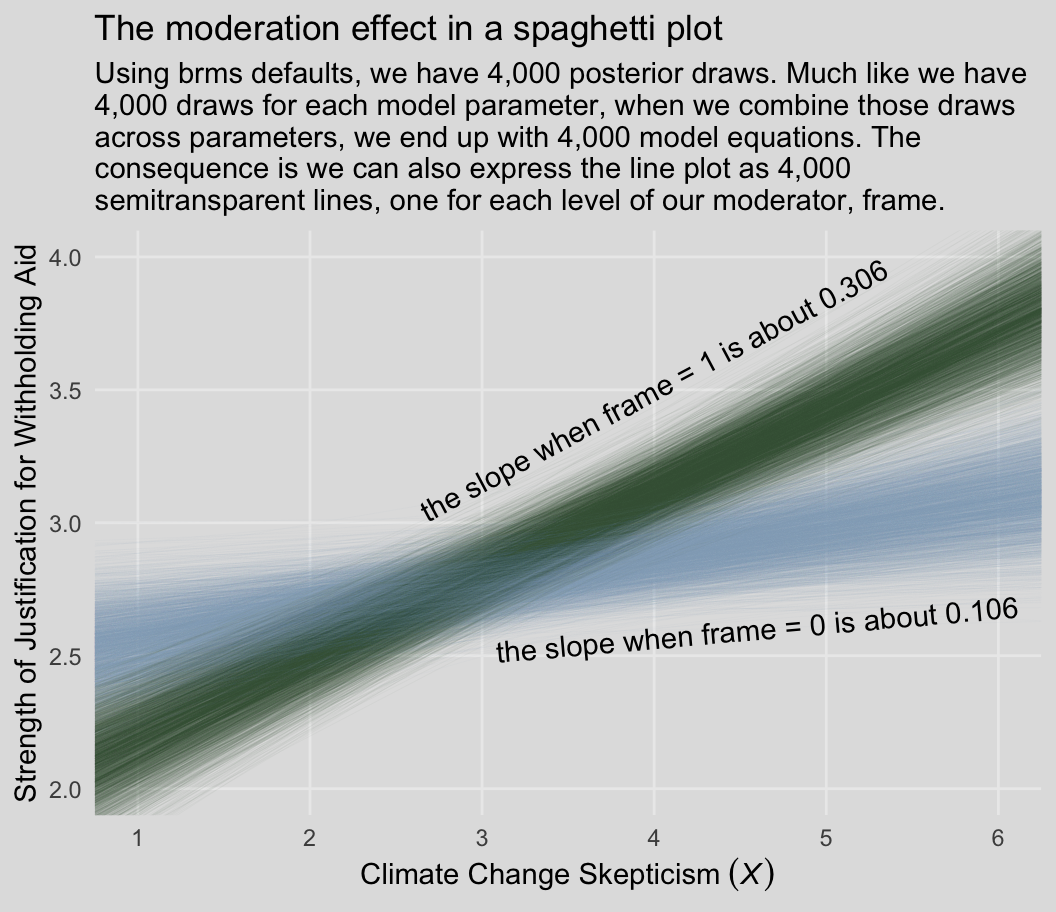 The moderation effect in a spaghetti plot
Using brms defaults, we have 4,000 posterior draws. Much like we have
4,000 draws for each model parameter, when we combine those draws
across parameters, we end up with 4,000 model equations. The
consequence is we can also express the line plot as 4,000
semitransparent lines, one for each level of our moderator, frame.
Strength of Justification for Withholding Aid
4.0
3.5
3.0
2.5
2.0
the slope when frame = 1 is about 0.306
the slope when frame = 0 is about 0.106
1 2 3 4 5 6
Climate Change Skepticism (X)